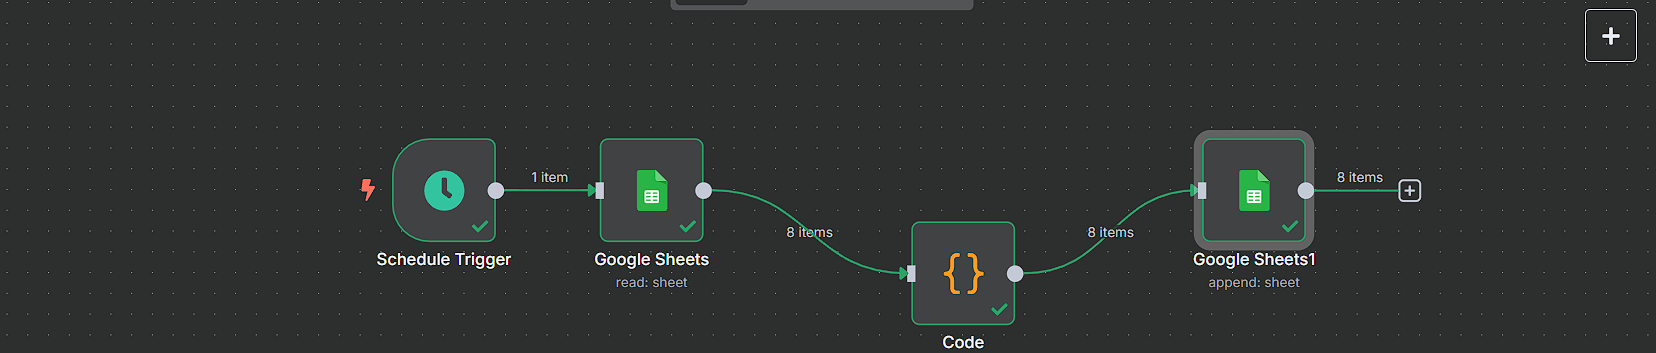 1 item
8 items
8 items
8 items
Schedule Trigger
Google Sheets
read: sheet
Code
Google Sheets1
append: sheet